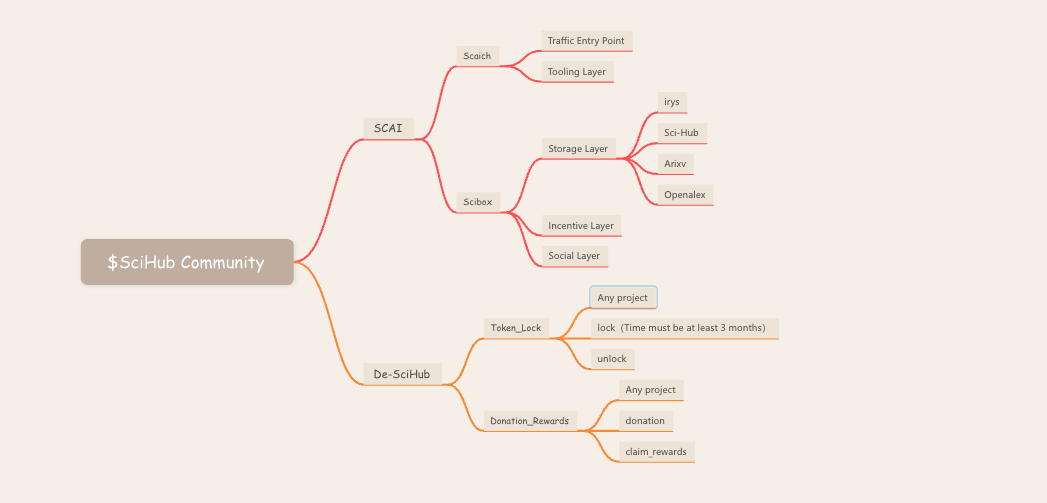 $SciHub Community
SCAI
Scaich
Traffic Entry Point
Tooling Layer
Scibox
Storage Layer
irys
Sci-Hub
Arixv
Openalex
Incentive Layer
Social Layer
De-SciHub
Token_Lock
Any project
lock（Time must be at least 3 months）
unlock
Donation_Rewards
Any project
donation
claim_rewards